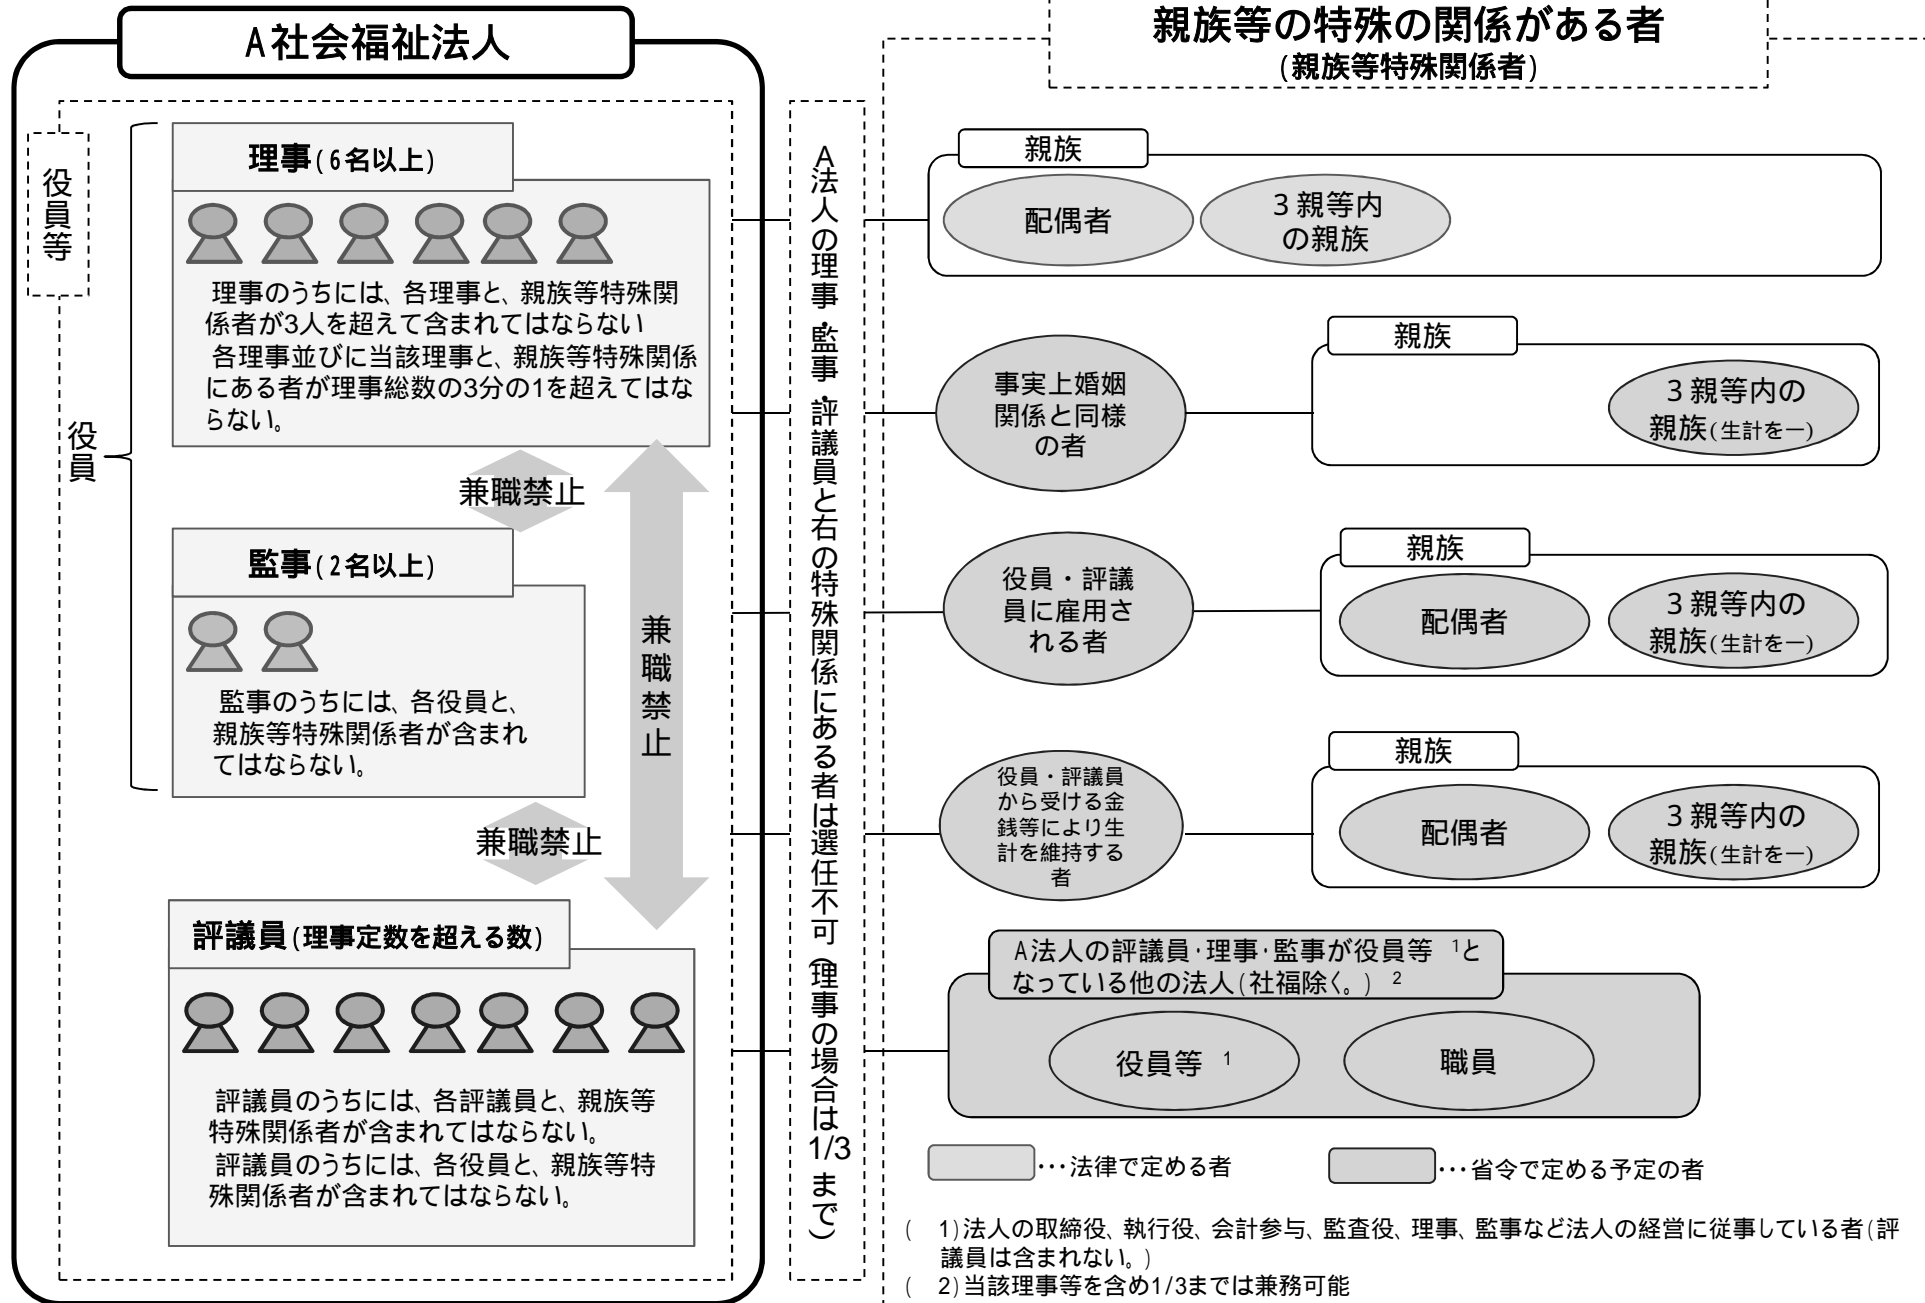 A社会福祉法人
役員等
役員
理事(6名以上)
理事のうちには、各理事と、親族等特殊関
係者が3人を超えて含まれてはならない
各理事並びに当該理事と、親族等特殊関係
にある者が理事総数の3分の1を超えてはな
らない。
兼職禁止
監事(2名以上)
監事のうちには、各役員と、
親族等特殊関係者が含まれ
てはならない。
兼職禁止
兼職禁止
評議員(理事定数を超える数)
評議員のうちには、各評議員と、親族等
特殊関係者が含まれてはならない。
評議員のうちには、各役員と、親族等特
殊関係者が含まれてはならない。
A法人の理事・監事・評議員と右の特殊関係にある者は選任不可(理事の場合は1/3まで)
親族等の特殊の関係がある者
(親族等特殊関係者)
親族
配偶者
3親等内
の親族
事実上婚姻
関係と同様
の者
親族
3親等内の
親族(生計を一)
役員・評議
員に雇用さ
れる者
親族
配偶者
3親等内の
親族(生計を一)
役員・評議員
から受ける金
銭等により生
計を維持する
者
親族
配偶者
3親等内の
親族(生計を一)
A法人の評議員・理事・監事が役員等 1と
なっている他の法人(社福除く。) 2
役員等 1
職員
…法律で定める者
…省令で定める予定の者
( 1)法人の取締役、執行役、会計参与、監査役、理事、監事など法人の経営に従事している者(評
議員は含まれない。)
( 2)当該理事等を含め1/3までは兼務可能